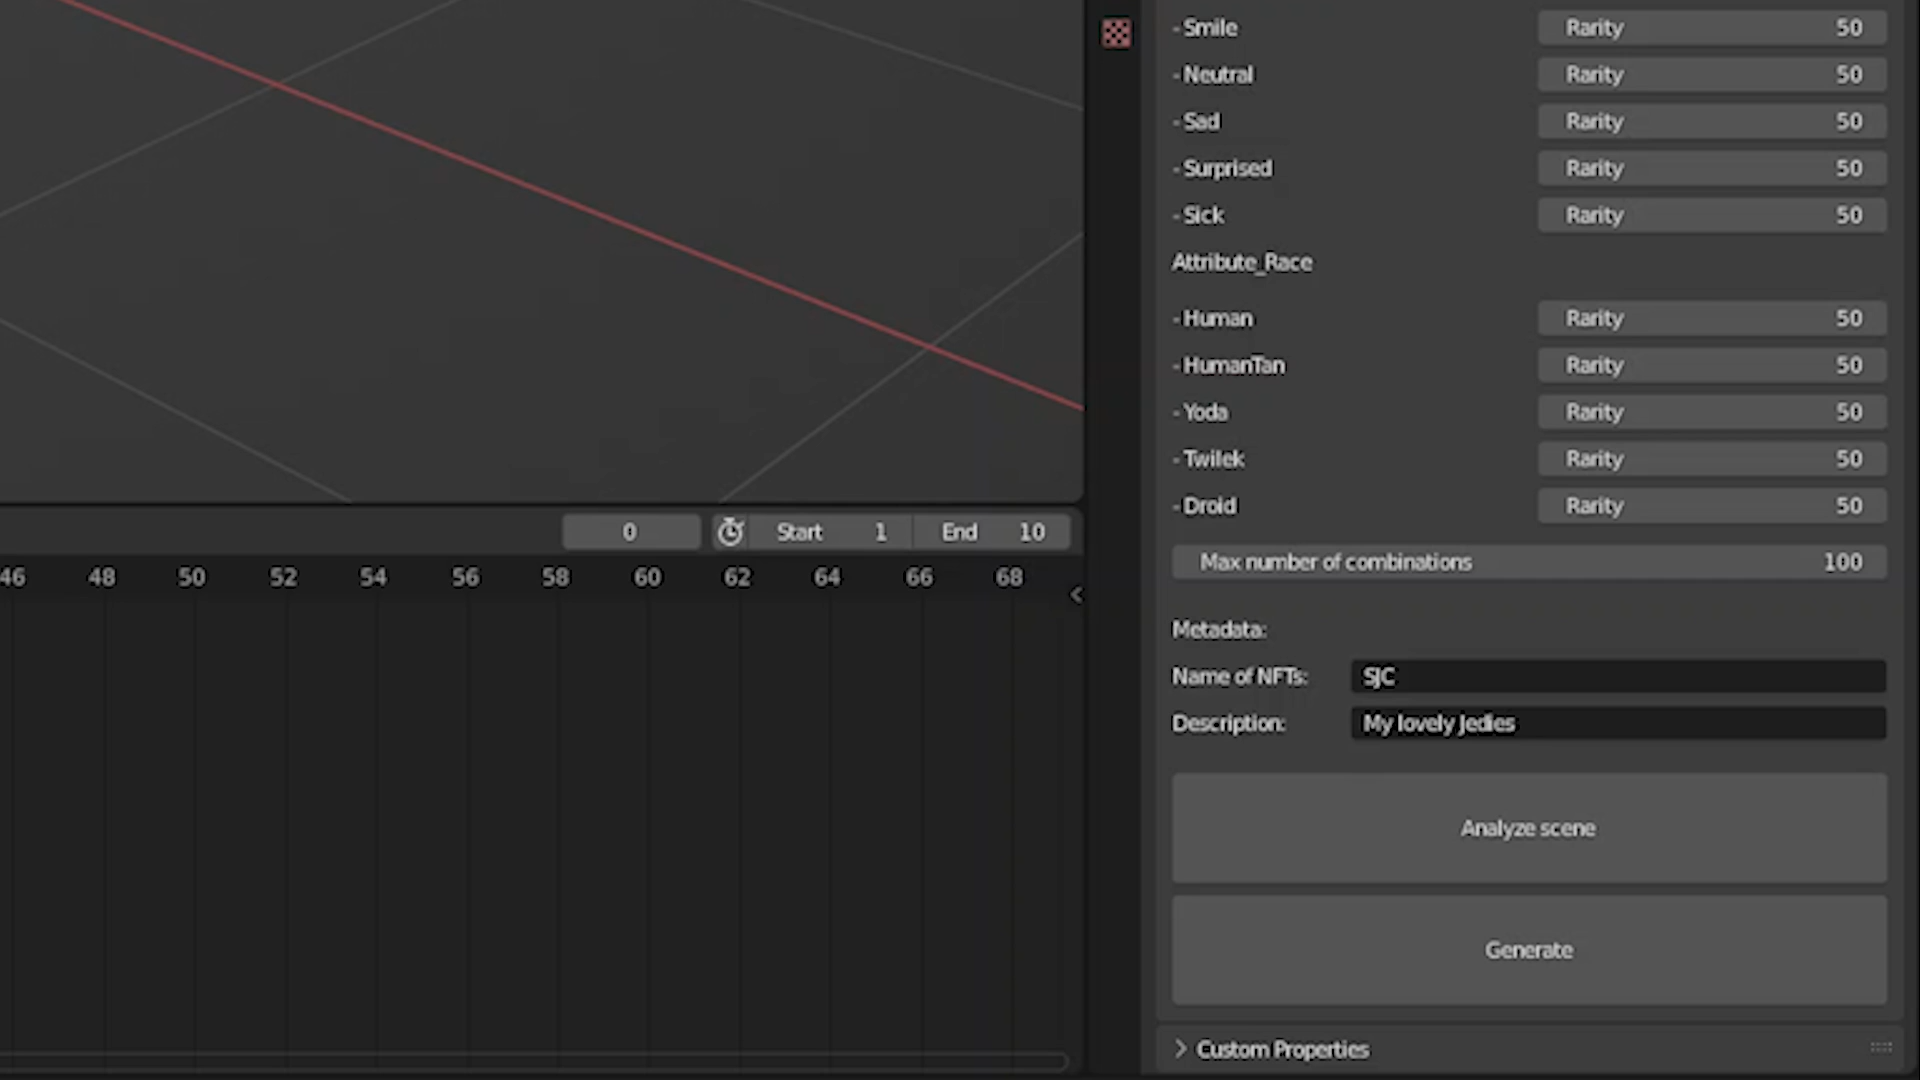 - Smile Rarity 50
- Neutral Rarity 50
- Sad Rarity 50
- Surprised Rarity 50
- Sick Rarity 50
Attribute_Race
- Human Rarity 50
- HumanTan Rarity 50
- Yoda Rarity 50
- Twilek Rarity 50
- Droid Rarity 50
0 Start 1 End 10
Max number of combinations 100
46 48 50 52 54 56 58 60 62 64 66 68
Metadata:
Name of NFTs: SJC
Description: My lovely Jedies
Analyze scene
Generate
Custom Properties